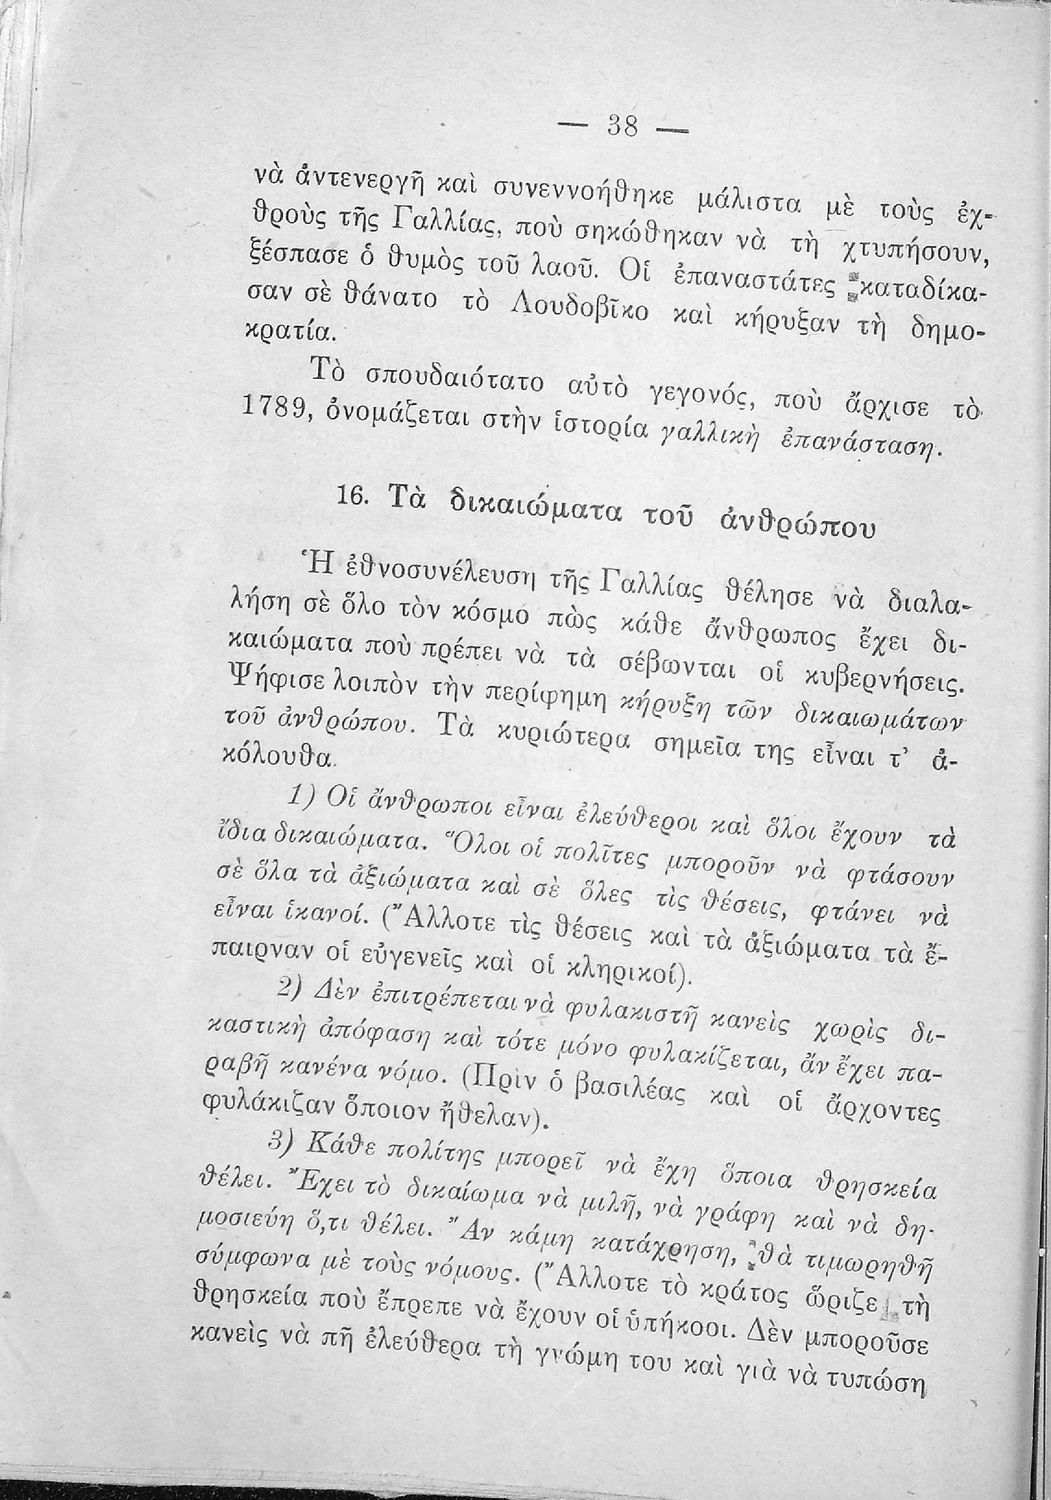 — 38 —
νὰ ἀντενεργῆ καὶ συνεννοήθηκε μάλιστα μὲ τοὺς ἐχ-
θροὺς τῆς Γαλλίας, ποὺ σηκώθηκαν νὰ τὴ χτυπήσουν,
ξέσπασε ὁ θυμὸς τοῦ λαοῦ. Οἱ ἐπαναστάτες καταδίκα-
σαν σὲ θάνατο τὸ Λουδοβῖκο καὶ κήρυξαν τὴ δημο-
κρατία.
Τὸ σπουδαιότατο αὐτὸ γεγονός, ποὺ ἄρχισε τὸ
1789, ὀνομάζεται στὴν ἱστορία γαλλικὴ ἐπανάσταση.
16. Τὰ δικαιώματα τοῦ ἀνθρώπου
Ἡ ἐθνοσυνέλευση τῆς Γαλλίας θέλησε νὰ διαλα-
λήση σὲ ὅλο τὸν κόσμο πὼς κάθε ἄνθρωπος ἔχει δι-
καιώματα ποὺ πρέπει νὰ τὰ σέβωνται οἱ κυβερνήσεις.
Ψήφισε λοιπὸν τὴν περίφημη κήρυξη τῶν δικαιωμάτων
τοῦ ἀνθρώπου. Τὰ κυριώτερα σημεῖα της εἶναι τ' ἀ-
κόλουθα.
1) Οἱ ἄνθρωποι εἶναι ἐλεύθεροι καὶ ὅλοι ἔχουν τὰ
ἴδια δικαιώματα. Ὅλοι οἱ πολῖτες μποροῦν νὰ φτάσουν
σὲ ὅλα τὰ ἀξιώματα καὶ σὲ ὅλες τὶς θέσεις, φτάνει νὰ
εἶναι ἱκανοί. (Ἄλλοτε τὶς θέσεις καὶ τὰ ἀξιώματα τὰ ἔ-
παιρναν οἱ εὐγενεῖς καὶ οἱ κληρικοί).
2) Δὲν ἐπιτρέπεται νὰ φυλακιστῆ κανεὶς χωρὶς δι-
καστικὴ ἀπόφαση καὶ τότε μόνο φυλακίζεται, ἂν ἔχει πα-
ραβῆ κανένα νόμο. (Πρὶν ὁ βασιλέας καὶ οἱ ἄρχοντες
φυλάκιζαν ὅποιον ἤθελαν).
3) Κάθε πολίτης μπορεῖ νὰ ἔχη ὅποια θρησκεία
θέλει. Ἔχει τὸ δικαίωμα νὰ μιλῆ, νὰ γράφη καὶ νὰ δη-
μοσιεύη ὅ,τι θέλει. Ἂν κάμη κατάχρηση, θὰ τιμωρηθῆ
σύμφωνα μὲ τοὺς νόμους. (Ἄλλοτε τὸ κράτος ὥριζε τὴ
θρησκεία ποὺ ἔπρεπε νὰ ἔχουν οἱ ὑπήκοοι. Δὲν μποροῦσε
κανεὶς νὰ πῆ ἐλεύθερα τὴ γνώμη του καὶ γιὰ νὰ τυπώση